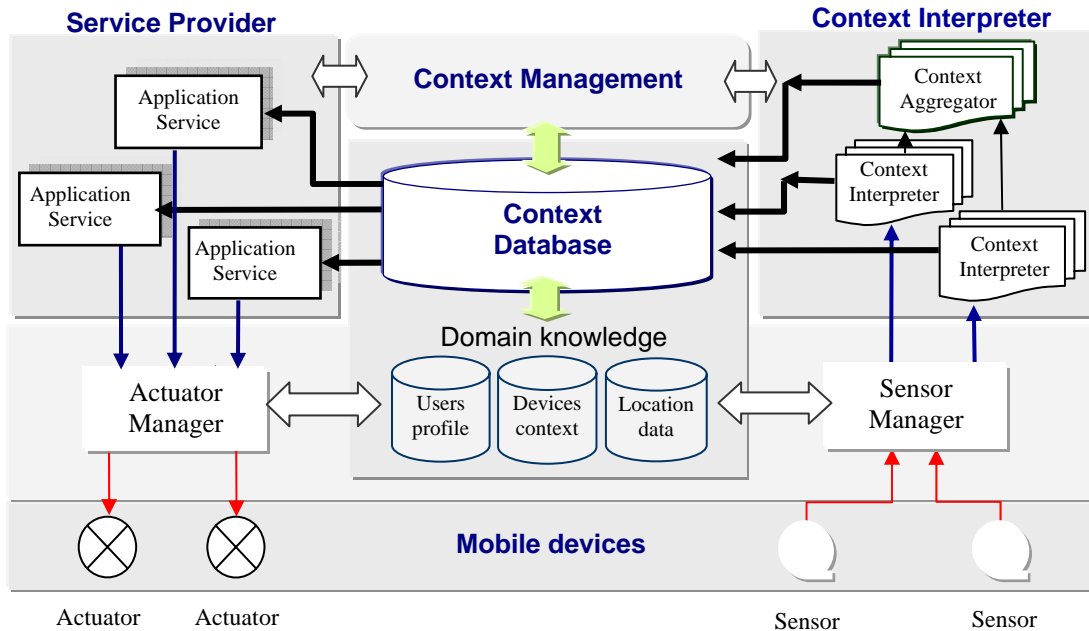 Service Provider
Context Interpreter
Context Management
Application
Service
Application
Service
Application
Service
Context
Database
Context
Aggregator
Context
Interpreter
Context
Interpreter
Domain knowledge
Actuator
Manager
Users
profile
Devices
context
Location
data
Sensor
Manager
Mobile devices
Actuator
Actuator
Sensor
Sensor